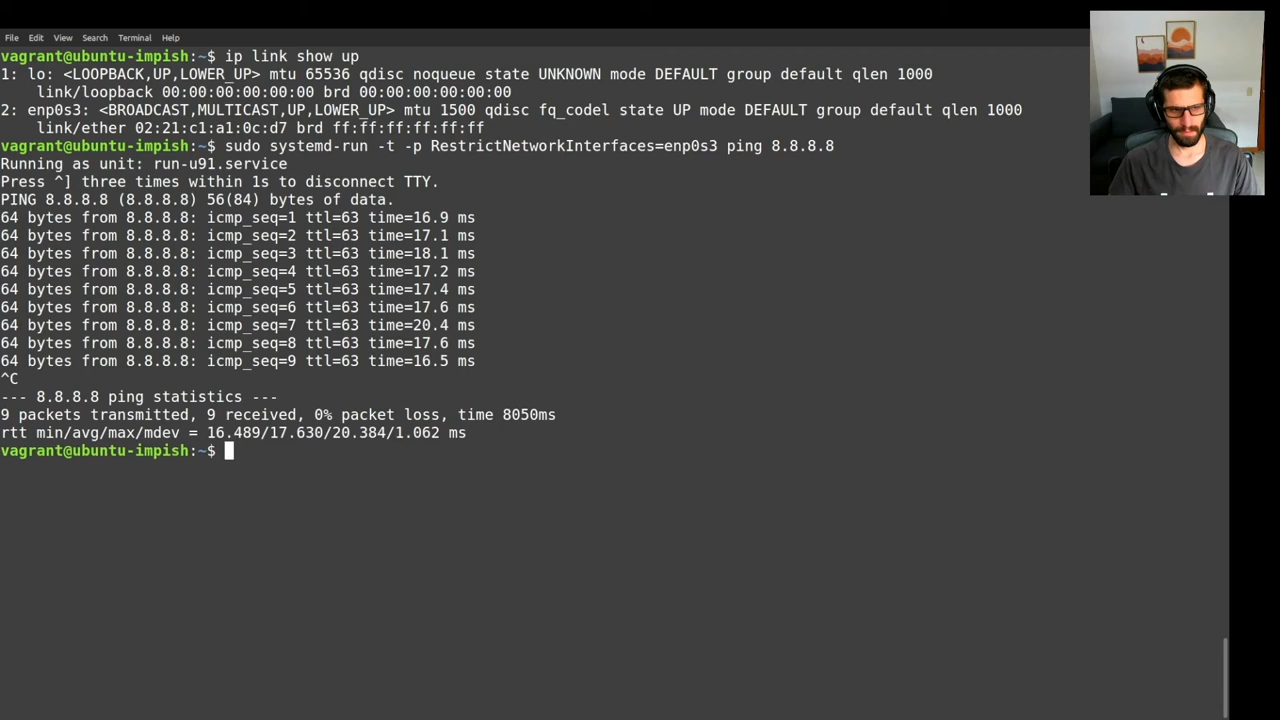 File Edit View Search Terminal Help
vagrant@ubuntu-impish:~$ ip link show up
1: lo: <LOOPBACK,UP,LOWER_UP> mtu 65536 qdisc noqueue state UNKNOWN mode DEFAULT group default qlen 1000
    link/loopback 00:00:00:00:00:00 brd 00:00:00:00:00:00
2: enp0s3: <BROADCAST,MULTICAST,UP,LOWER_UP> mtu 1500 qdisc fq_codel state UP mode DEFAULT group default qlen 1000
    link/ether 02:21:c1:a1:0c:d7 brd ff:ff:ff:ff:ff:ff
vagrant@ubuntu-impish:~$ sudo systemd-run -t -p RestrictNetworkInterfaces=enp0s3 ping 8.8.8.8
Running as unit: run-u91.service
Press ^] three times within 1s to disconnect TTY.
PING 8.8.8.8 (8.8.8.8) 56(84) bytes of data.
64 bytes from 8.8.8.8: icmp_seq=1 ttl=63 time=16.9 ms
64 bytes from 8.8.8.8: icmp_seq=2 ttl=63 time=17.1 ms
64 bytes from 8.8.8.8: icmp_seq=3 ttl=63 time=18.1 ms
64 bytes from 8.8.8.8: icmp_seq=4 ttl=63 time=17.2 ms
64 bytes from 8.8.8.8: icmp_seq=5 ttl=63 time=17.4 ms
64 bytes from 8.8.8.8: icmp_seq=6 ttl=63 time=17.6 ms
64 bytes from 8.8.8.8: icmp_seq=7 ttl=63 time=20.4 ms
64 bytes from 8.8.8.8: icmp_seq=8 ttl=63 time=17.6 ms
64 bytes from 8.8.8.8: icmp_seq=9 ttl=63 time=16.5 ms
^C
--- 8.8.8.8 ping statistics ---
9 packets transmitted, 9 received, 0% packet loss, time 8050ms
rtt min/avg/max/mdev = 16.489/17.630/20.384/1.062 ms
vagrant@ubuntu-impish:~$